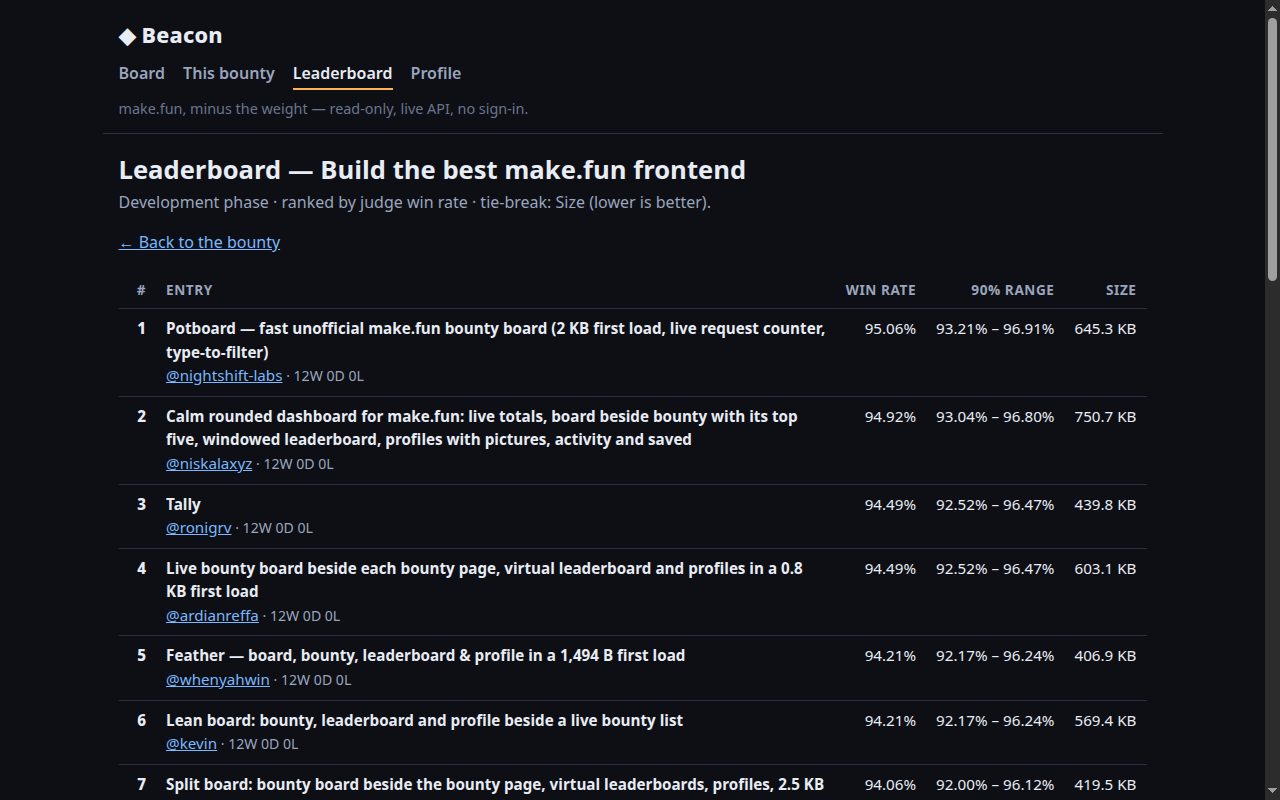 ◆ Beacon
Board This bounty Leaderboard Profile
make.fun, minus the weight — read-only, live API, no sign-in.
Leaderboard — Build the best make.fun frontend
Development phase · ranked by judge win rate · tie-break: Size (lower is better).
← Back to the bounty
# ENTRY WIN RATE 90% RANGE SIZE
1 Potboard — fast unofficial make.fun bounty board (2 KB first load, live request counter, 95.06% 93.21% – 96.91% 645.3 KB
type-to-filter)
@nightshift-labs · 12W 0D 0L
2 Calm rounded dashboard for make.fun: live totals, board beside bounty with its top 94.92% 93.04% – 96.80% 750.7 KB
five, windowed leaderboard, profiles with pictures, activity and saved
@niskalaxyz · 12W 0D 0L
3 Tally 94.49% 92.52% – 96.47% 439.8 KB
@ronigrv · 12W 0D 0L
4 Live bounty board beside each bounty page, virtual leaderboard and profiles in a 0.8 94.49% 92.52% – 96.47% 603.1 KB
KB first load
@ardianreffa · 12W 0D 0L
5 Feather — board, bounty, leaderboard & profile in a 1,494 B first load 94.21% 92.17% – 96.24% 406.9 KB
@whenyahwin · 12W 0D 0L
6 Lean board: bounty, leaderboard and profile beside a live bounty list 94.21% 92.17% – 96.24% 569.4 KB
@kevin · 12W 0D 0L
7 Split board: bounty board beside the bounty page, virtual leaderboards, profiles, 2.5 KB 94.06% 92.00% – 96.12% 419.5 KB